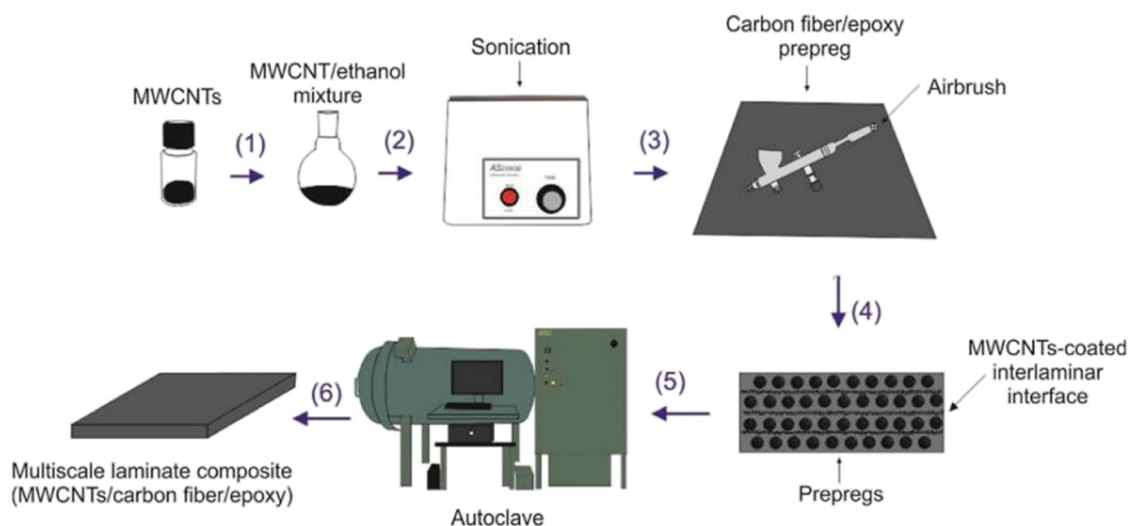 Sonication
Carbon fiber/epoxy
prepreg
MWCNT/ethanol
mixture
MWCNTs
Airbrush
(1)
(2)
(3)
(4)
MWCNTs-coated
interlaminar
interface
(5)
(6)
Prepregs
Multiscale laminate composite
(MWCNTs/carbon fiber/epoxy)
Autoclave